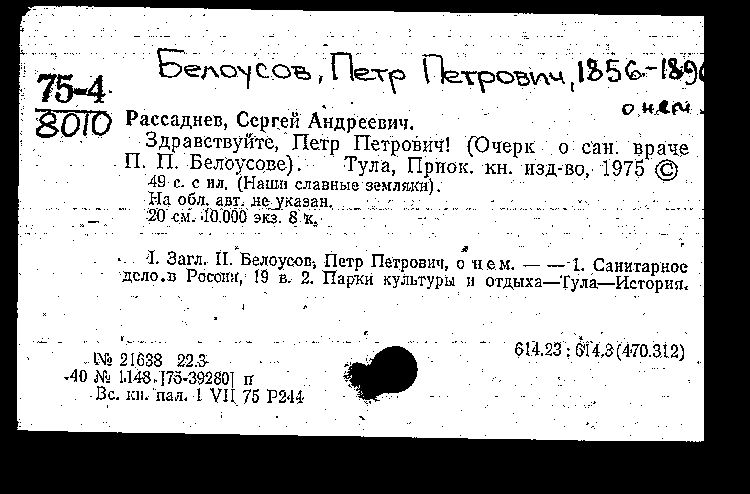 Белоусов, Петр Петрович, 1856-189
о нем.
75-4
8010
Рассаднев, Сергей Андреевич.
Здравствуйте, Петр Петрович! (Очерк о сан. враче
П. П. Белоусове). Тула, Приок. кн. изд-во, 1975 ©
49 с. с ил. (Наши славные земляки).
На обл. авт. не указан.
20 см. 10.000 экз. 8 к.
I. Загл. II. Белоусов, Петр Петрович, о нем. — — 1. Санитарное
дело в России, 19 в. 2. Парки культуры и отдыха—Тула—История.
614.23 : 614.3(470.312)
№ 21638 22.3
40 № 1.148 [75-39280] п
Вс. кн. пал. 1 VII 75 Р244